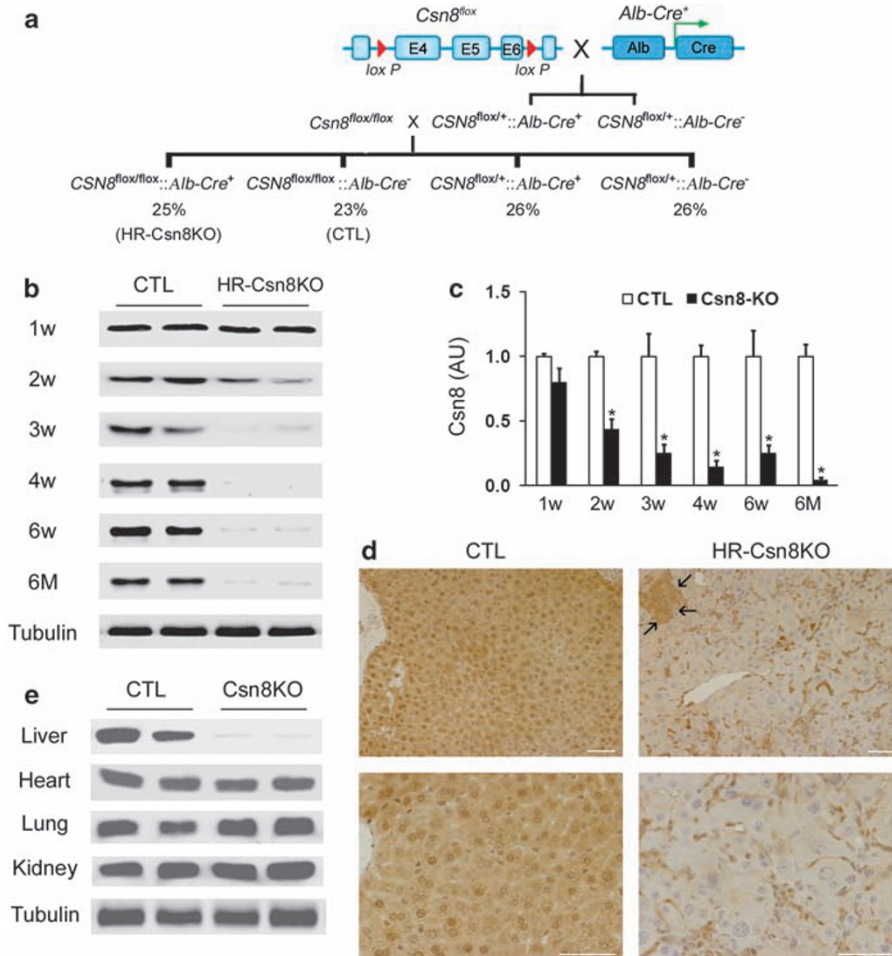 a
Csn8flox Alb-Cre+
E4 E5 E6 X Alb Cre
lox P lox P
Csn8flox/flox X CSN8flox/+::Alb-Cre+ CSN8flox/+::Alb-Cre-
CSN8flox/flox::Alb-Cre+ CSN8flox/flox::Alb-Cre- CSN8flox/+::Alb-Cre+ CSN8flox/+::Alb-Cre-
25% 23% 26% 26%
(HR-Csn8KO) (CTL)
b
CTL HR-Csn8KO
1w
2w
3w
4w
6w
6M
Tubulin
c
CTL Csn8-KO
Csn8 (AU)
1.5
1.0
0.5
0.0
* * * * *
1w 2w 3w 4w 6w 6M
d
CTL HR-Csn8KO
e
CTL Csn8KO
Liver
Heart
Lung
Kidney
Tubulin